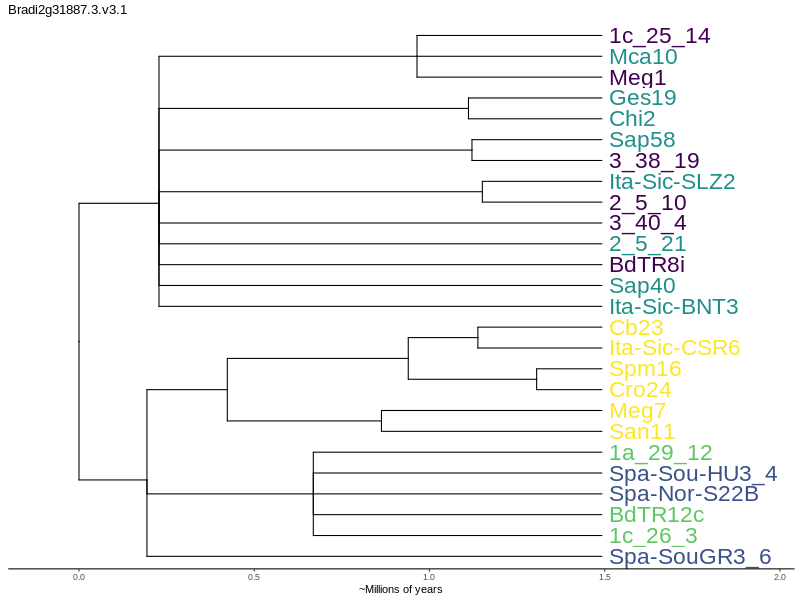 Bradi2g31887.3.v3.1
1c_25_14
Mca10
Meg1
Ges19
Chi2
Sap58
3_38_19
Ita-Sic-SLZ2
2_5_10
3_40_4
2_5_21
BdTR8i
Sap40
Ita-Sic-BNT3
Cb23
Ita-Sic-CSR6
Spm16
Cro24
Meg7
San11
1a_29_12
Spa-Sou-HU3_4
Spa-Nor-S22B
BdTR12c
1c_26_3
Spa-SouGR3_6
0.0 0.5 1.0 1.5 2.0
~Millions of years